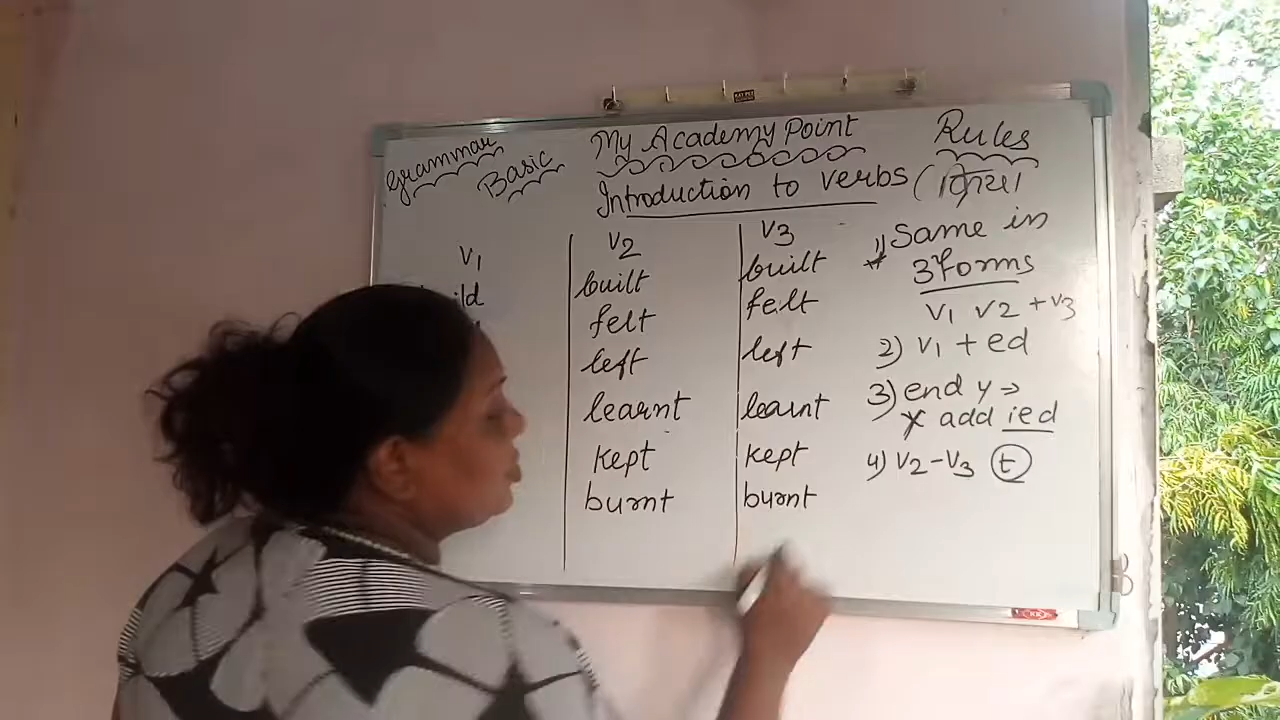 Grammar
Basic
My Academy Point
Introduction to verbs (क्रिया)
Rules
V1 V2 V3
built built
felt felt
left left
learnt learnt
kept kept
burnt burnt
1) Same in
3 Forms
V1 V2 + V3
2) V1 + ed
3) end y ⇒
add ied
4) V2 - V3 t